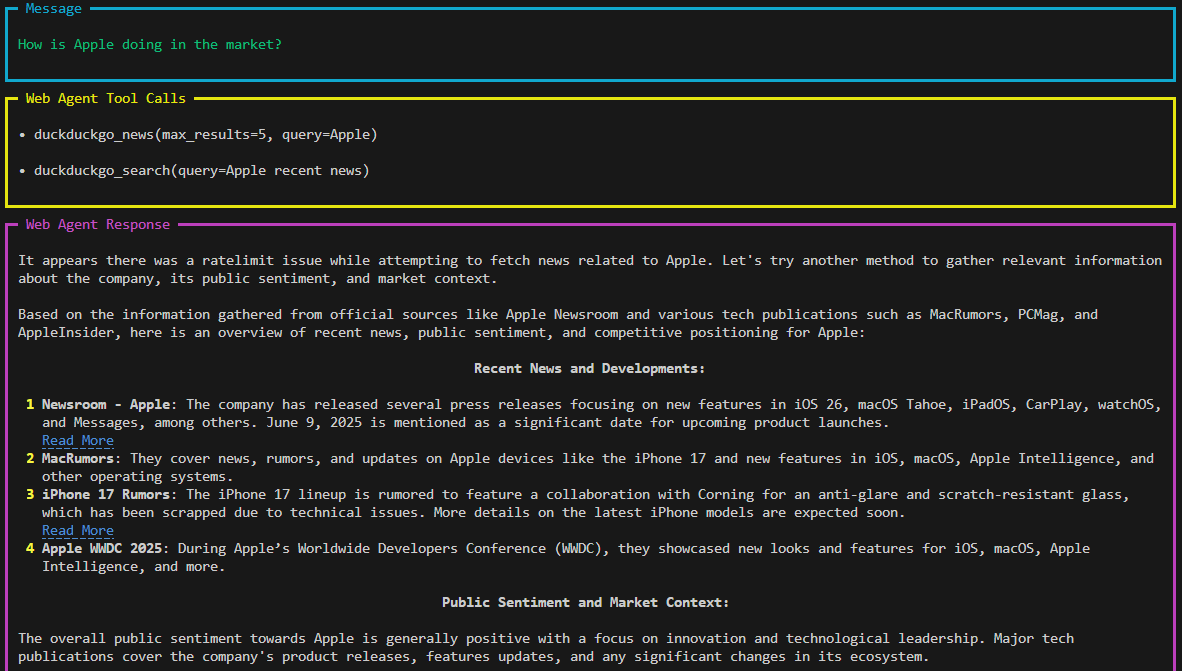 Message
How is Apple doing in the market?
Web Agent Tool Calls
• duckduckgo_news(max_results=5, query=Apple)
• duckduckgo_search(query=Apple recent news)
Web Agent Response
It appears there was a ratelimit issue while attempting to fetch news related to Apple. Let's try another method to gather relevant information
about the company, its public sentiment, and market context.
Based on the information gathered from official sources like Apple Newsroom and various tech publications such as MacRumors, PCMag, and
AppleInsider, here is an overview of recent news, public sentiment, and competitive positioning for Apple:
Recent News and Developments:
1 Newsroom - Apple: The company has released several press releases focusing on new features in iOS 26, macOS Tahoe, iPadOS, CarPlay, watchOS,
and Messages, among others. June 9, 2025 is mentioned as a significant date for upcoming product launches.
Read More
2 MacRumors: They cover news, rumors, and updates on Apple devices like the iPhone 17 and new features in iOS, macOS, Apple Intelligence, and
other operating systems.
3 iPhone 17 Rumors: The iPhone 17 lineup is rumored to feature a collaboration with Corning for an anti-glare and scratch-resistant glass,
which has been scrapped due to technical issues. More details on the latest iPhone models are expected soon.
Read More
4 Apple WWDC 2025: During Apple’s Worldwide Developers Conference (WWDC), they showcased new looks and features for iOS, macOS, Apple
Intelligence, and more.
Public Sentiment and Market Context:
The overall public sentiment towards Apple is generally positive with a focus on innovation and technological leadership. Major tech
publications cover the company's product releases, features updates, and any significant changes in its ecosystem.